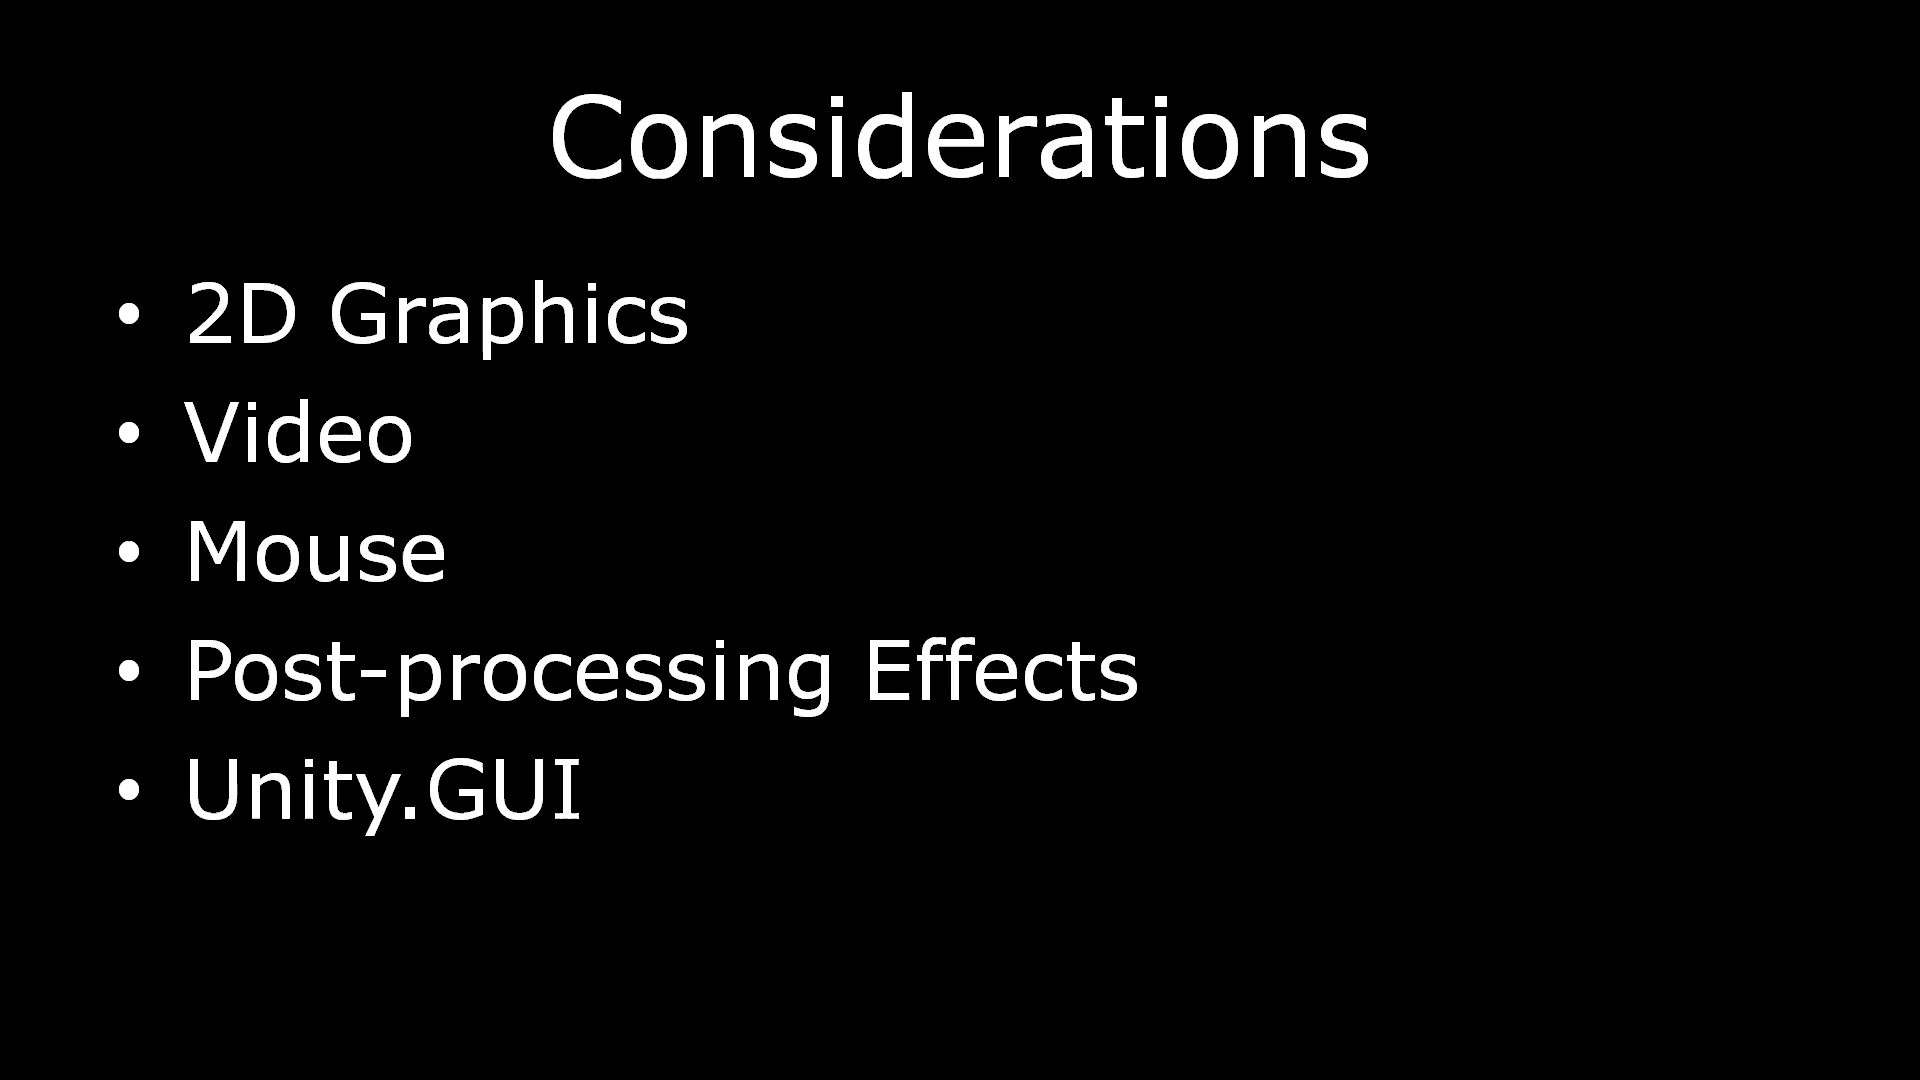 Considerations
• 2D Graphics
• Video
• Mouse
• Post-processing Effects
• Unity.GUI